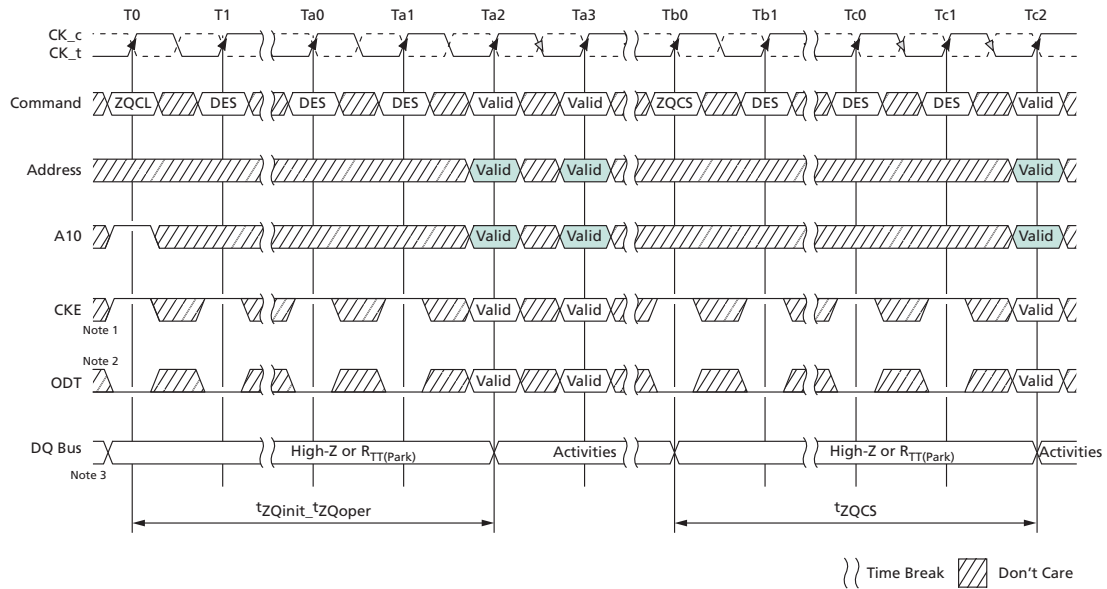 T0 T1 Ta0 Ta1 Ta2 Ta3 Tb0 Tb1 Tc0 Tc1 Tc2
CK_c
CK_t
Command ZQCL DES DES DES Valid Valid ZQCS DES DES DES Valid
Address Valid Valid Valid
A10 Valid Valid Valid
CKE Valid Valid Valid
Note 1
Note 2
ODT Valid Valid Valid
DQ Bus High-Z or RTT(Park) Activities High-Z or RTT(Park) Activities
Note 3
tZQinit_tZQoper tZQCS
Time Break Don't Care